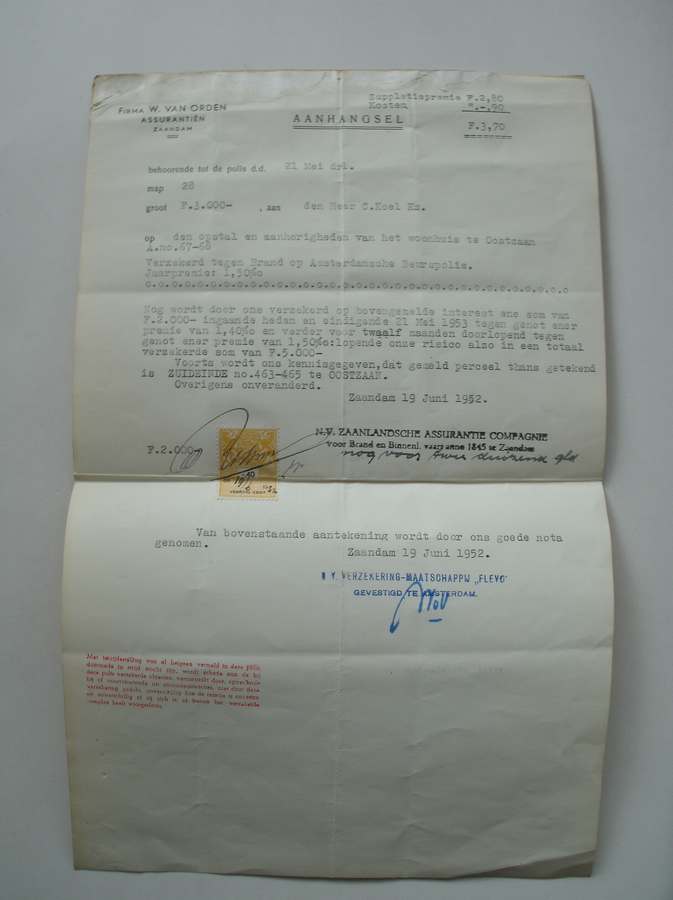 FIRMA W. VAN ORDEN
ASSURANTIËN
ZAANDAM
AANHANGSEL
Suppletiepremie F.2,80
Kosten "-.90
F.3,70
behoorende tot de polis d.d. 21 Mei drl.
map 28
groot F.3.000- , aan den Heer C.Koel Hz.
op den opstal en aanhorigheden van het woonhuis te Oostzaan
A.no.67-68
Verzekerd tegen Brand op Amsterdamsche Beurspolis.
Jaarpremie: 1,50%o
Nog wordt door ons verzekerd op bovengemelde interest ene som van
F.2.000- ingaande heden en eindigende 21 Mei 1953 tegen genot ener
premie van 1,40%o en verder voor twaalf maanden doorlopend tegen
genot ener premie van 1,50%o:lopende onze risico alzo in een totaal
verzekerde som van F.5.000-
Voorts wordt ons kennisgegeven,dat gemeld perceel thans getekend
is ZUIDEINDE no.463-465 te OOSTZAAN.
Overigens onveranderd.
Zaandam 19 Juni 1952.
F.2.000-
N.V. ZAANLANDSCHE ASSURANTIE COMPAGNIE
voor Brand en Binnenl. vaart anno 1845 te Zaandam
nog voor twee duizend gld
Van bovenstaande aantekening wordt door ons goede nota
genomen.
Zaandam 19 Juni 1952.
N.V. VERZEKERING-MAATSCHAPPIJ „FLEVO"
GEVESTIGD TE AMSTERDAM.